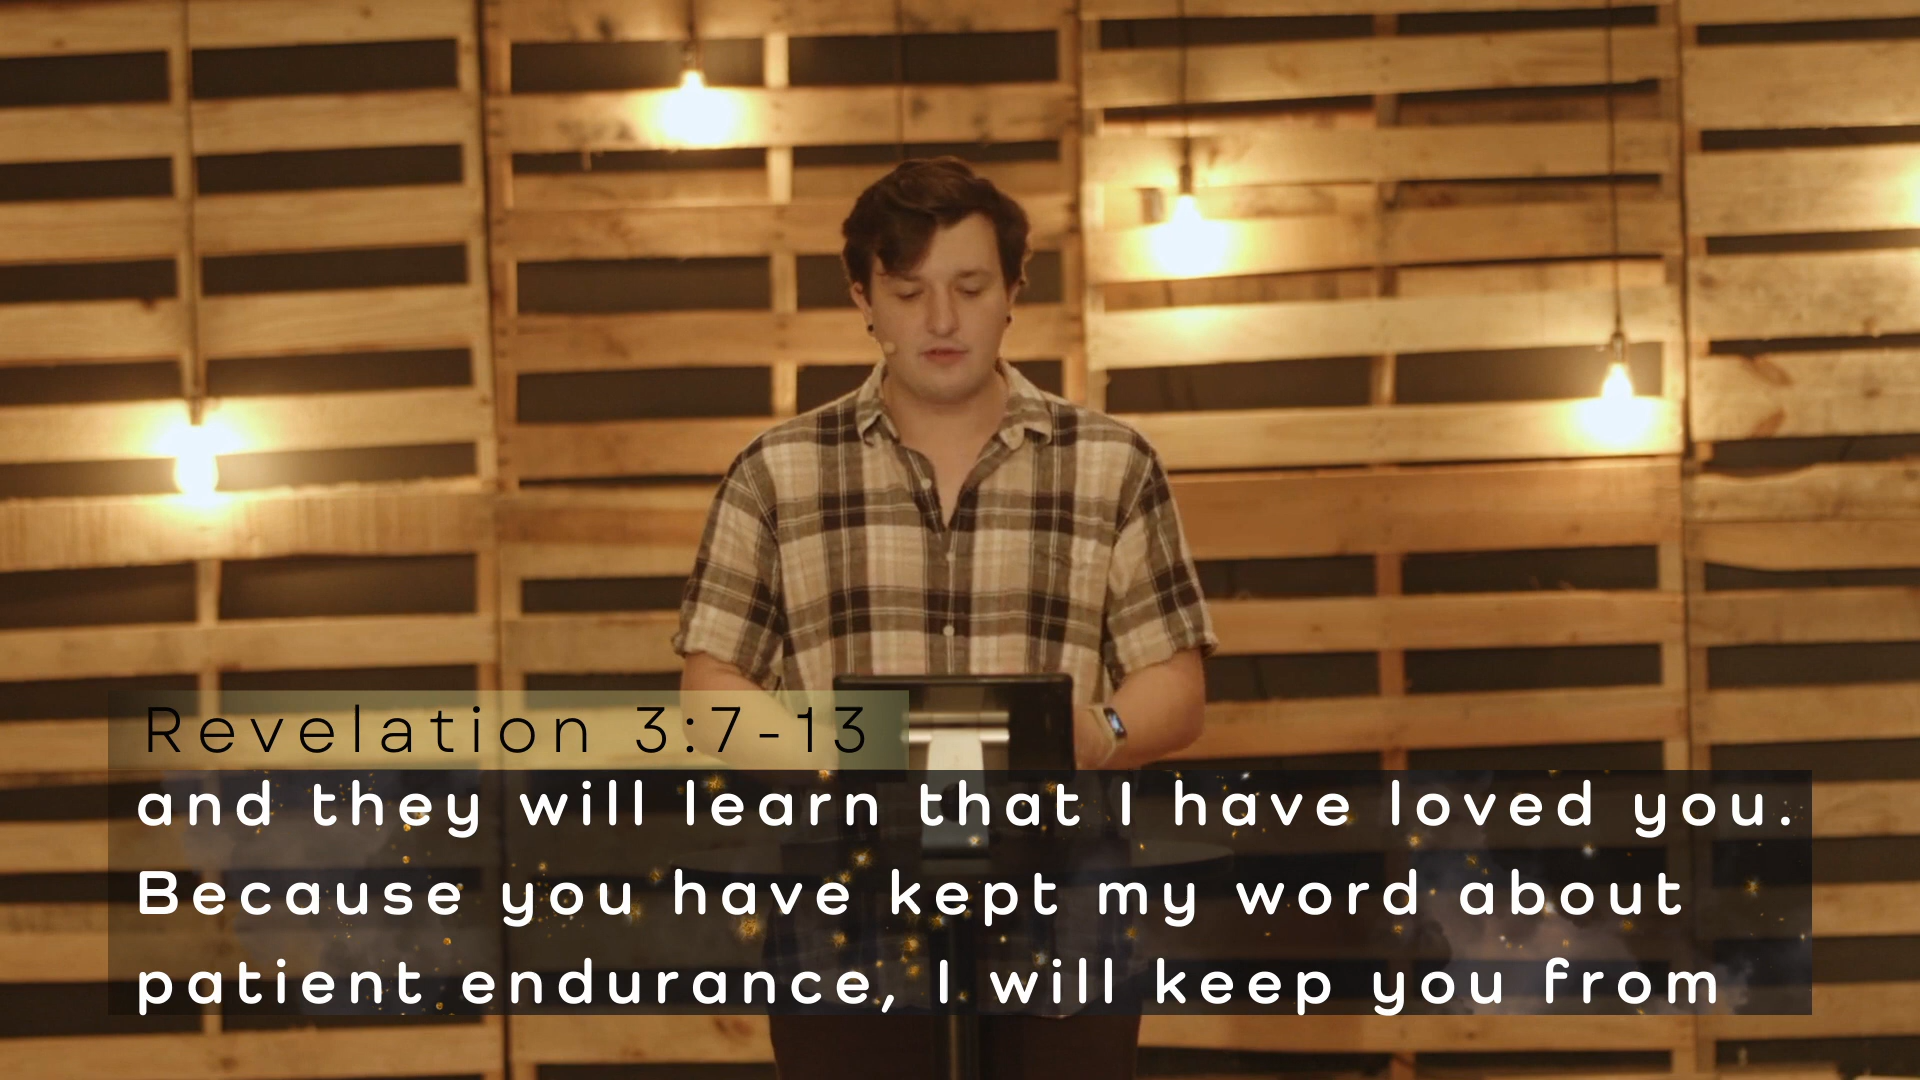 Revelation 3:7-13
and they will learn that I have loved you.
Because you have kept my word about
patient endurance, I will keep you from